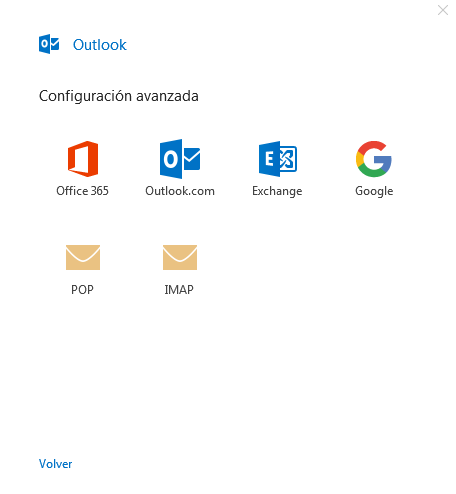 Outlook
Configuración avanzada
Office 365
Outlook.com
Exchange
Google
POP
IMAP
Volver